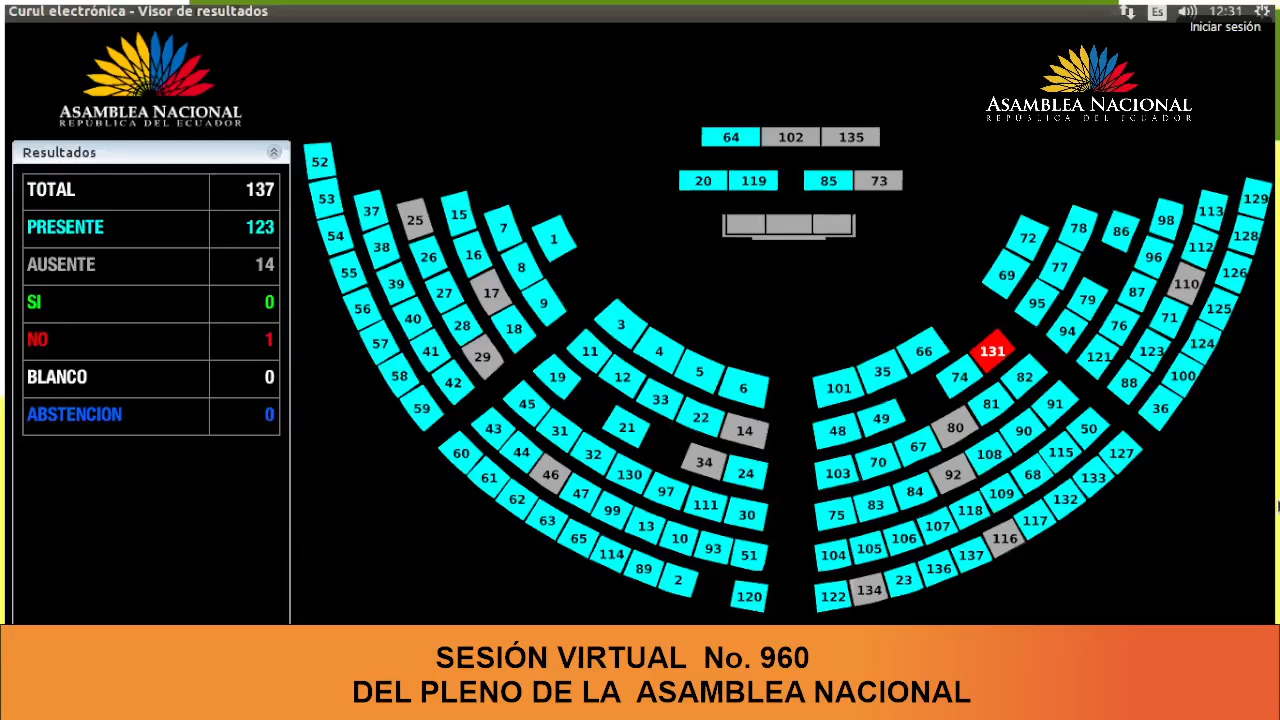 Curul electrónica - Visor de resultados
Es 12:31
Iniciar sesión
ASAMBLEA NACIONAL
REPÚBLICA DEL ECUADOR
ASAMBLEA NACIONAL
REPÚBLICA DEL ECUADOR
Resultados
TOTAL 137
PRESENTE 123
AUSENTE 14
SI 0
NO 1
BLANCO 0
ABSTENCION 0
64 102 135
20 119 85 73
52 53 54 55 56 57 58 59
37 38 39 40 41 42
25 26 27 28 29
15 16 17 18
7 8 9
1
3 4 5 6
11 12 33 22 14
19 21 34 24
45 31 32 130 97 111 30
43 44 46 47 99 13 10 93 51
60 61 62 63 65 114 89 2 120
101 35 66 131
48 49 74 82
103 70 67 80 81 91
75 83 84 92 108 90 50
104 105 106 107 118 109 68 115 127
122 134 23 136 137 116 117 132 133
72 69
78 77 95
86 79 94
98 96 87 76 121
113 112 110 71 123 88
129 128 126 125 124 100 36
SESIÓN VIRTUAL No. 960
DEL PLENO DE LA ASAMBLEA NACIONAL